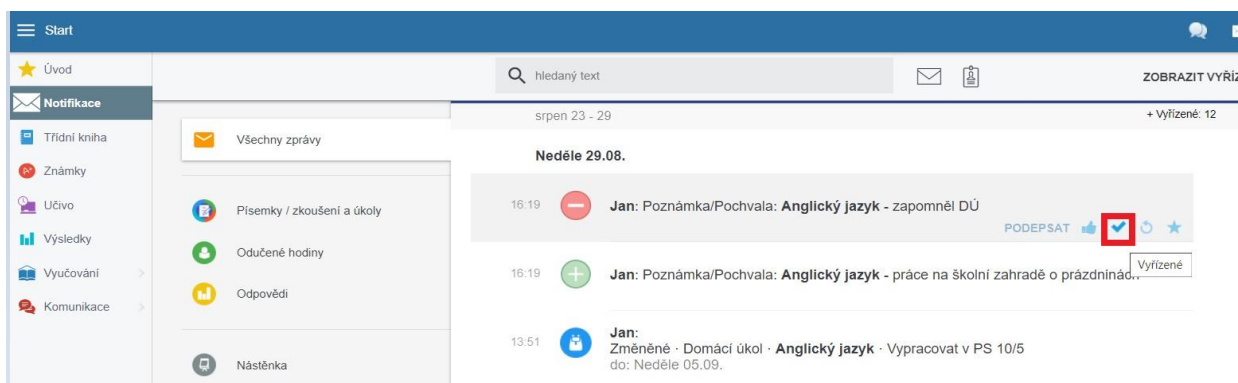 Start
Úvod
Notifikace
Třídní kniha
Známky
Učivo
Výsledky
Vyučování
Komunikace
Všechny zprávy
Písemky / zkoušení a úkoly
Odučené hodiny
Odpovědi
Nástěnka
hledaný text
ZOBRAZIT VYŘÍZ
srpen 23 - 29
+ Vyřízené: 12
Neděle 29.08.
16:19
Jan: Poznámka/Pochvala: Anglický jazyk - zapomněl DÚ
PODEPSAT
Vyřízené
16:19
Jan: Poznámka/Pochvala: Anglický jazyk - práce na školní zahradě o prázdninách
13:51
Jan:
Změněné · Domácí úkol · Anglický jazyk · Vypracovat v PS 10/5
do: Neděle 05.09.